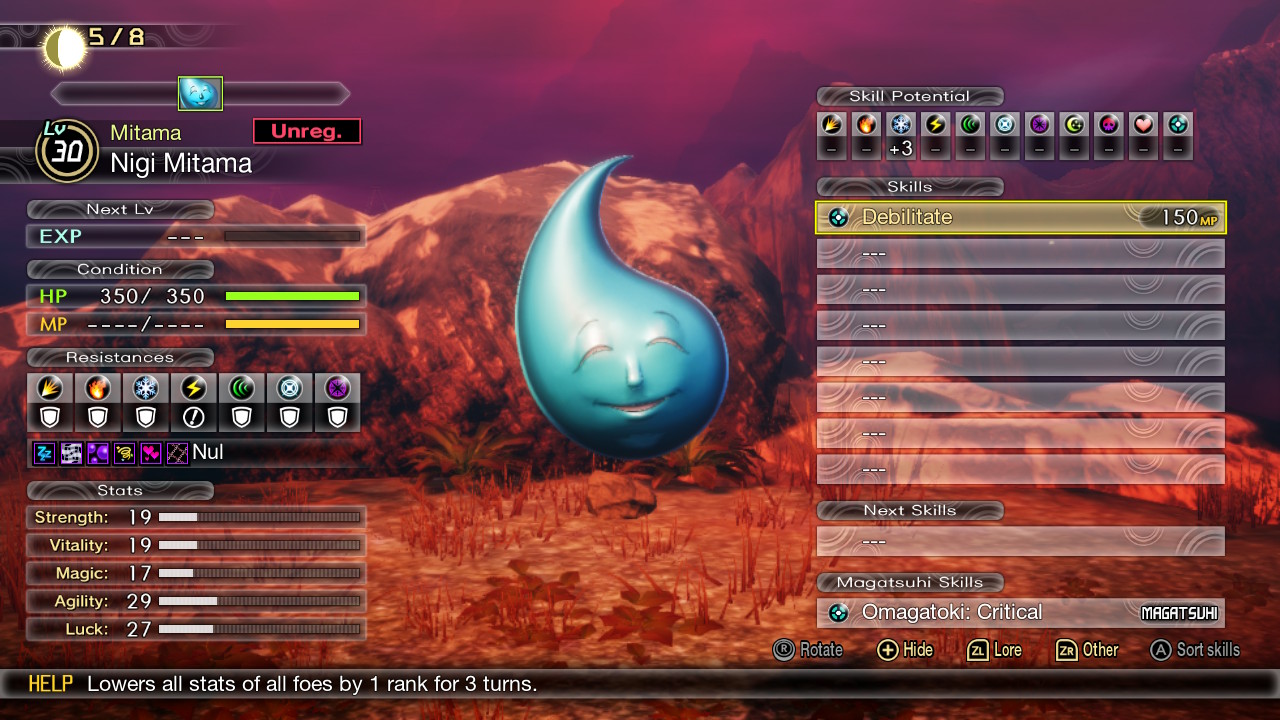 5/8
Lv
30
Mitama
Unreg.
Nigi Mitama
Next Lv
EXP ---
Condition
HP 350/ 350
MP ----/----
Resistances
Nul
Stats
Strength: 19
Vitality: 19
Magic: 17
Agility: 29
Luck: 27
Skill Potential
- - +3 - - - - - - - -
Skills
Debilitate 150MP
---
---
---
---
---
---
---
Next Skills
---
Magatsuhi Skills
Omagatoki: Critical MAGATSUHI
R Rotate + Hide ZL Lore ZR Other A Sort skills
HELP Lowers all stats of all foes by 1 rank for 3 turns.